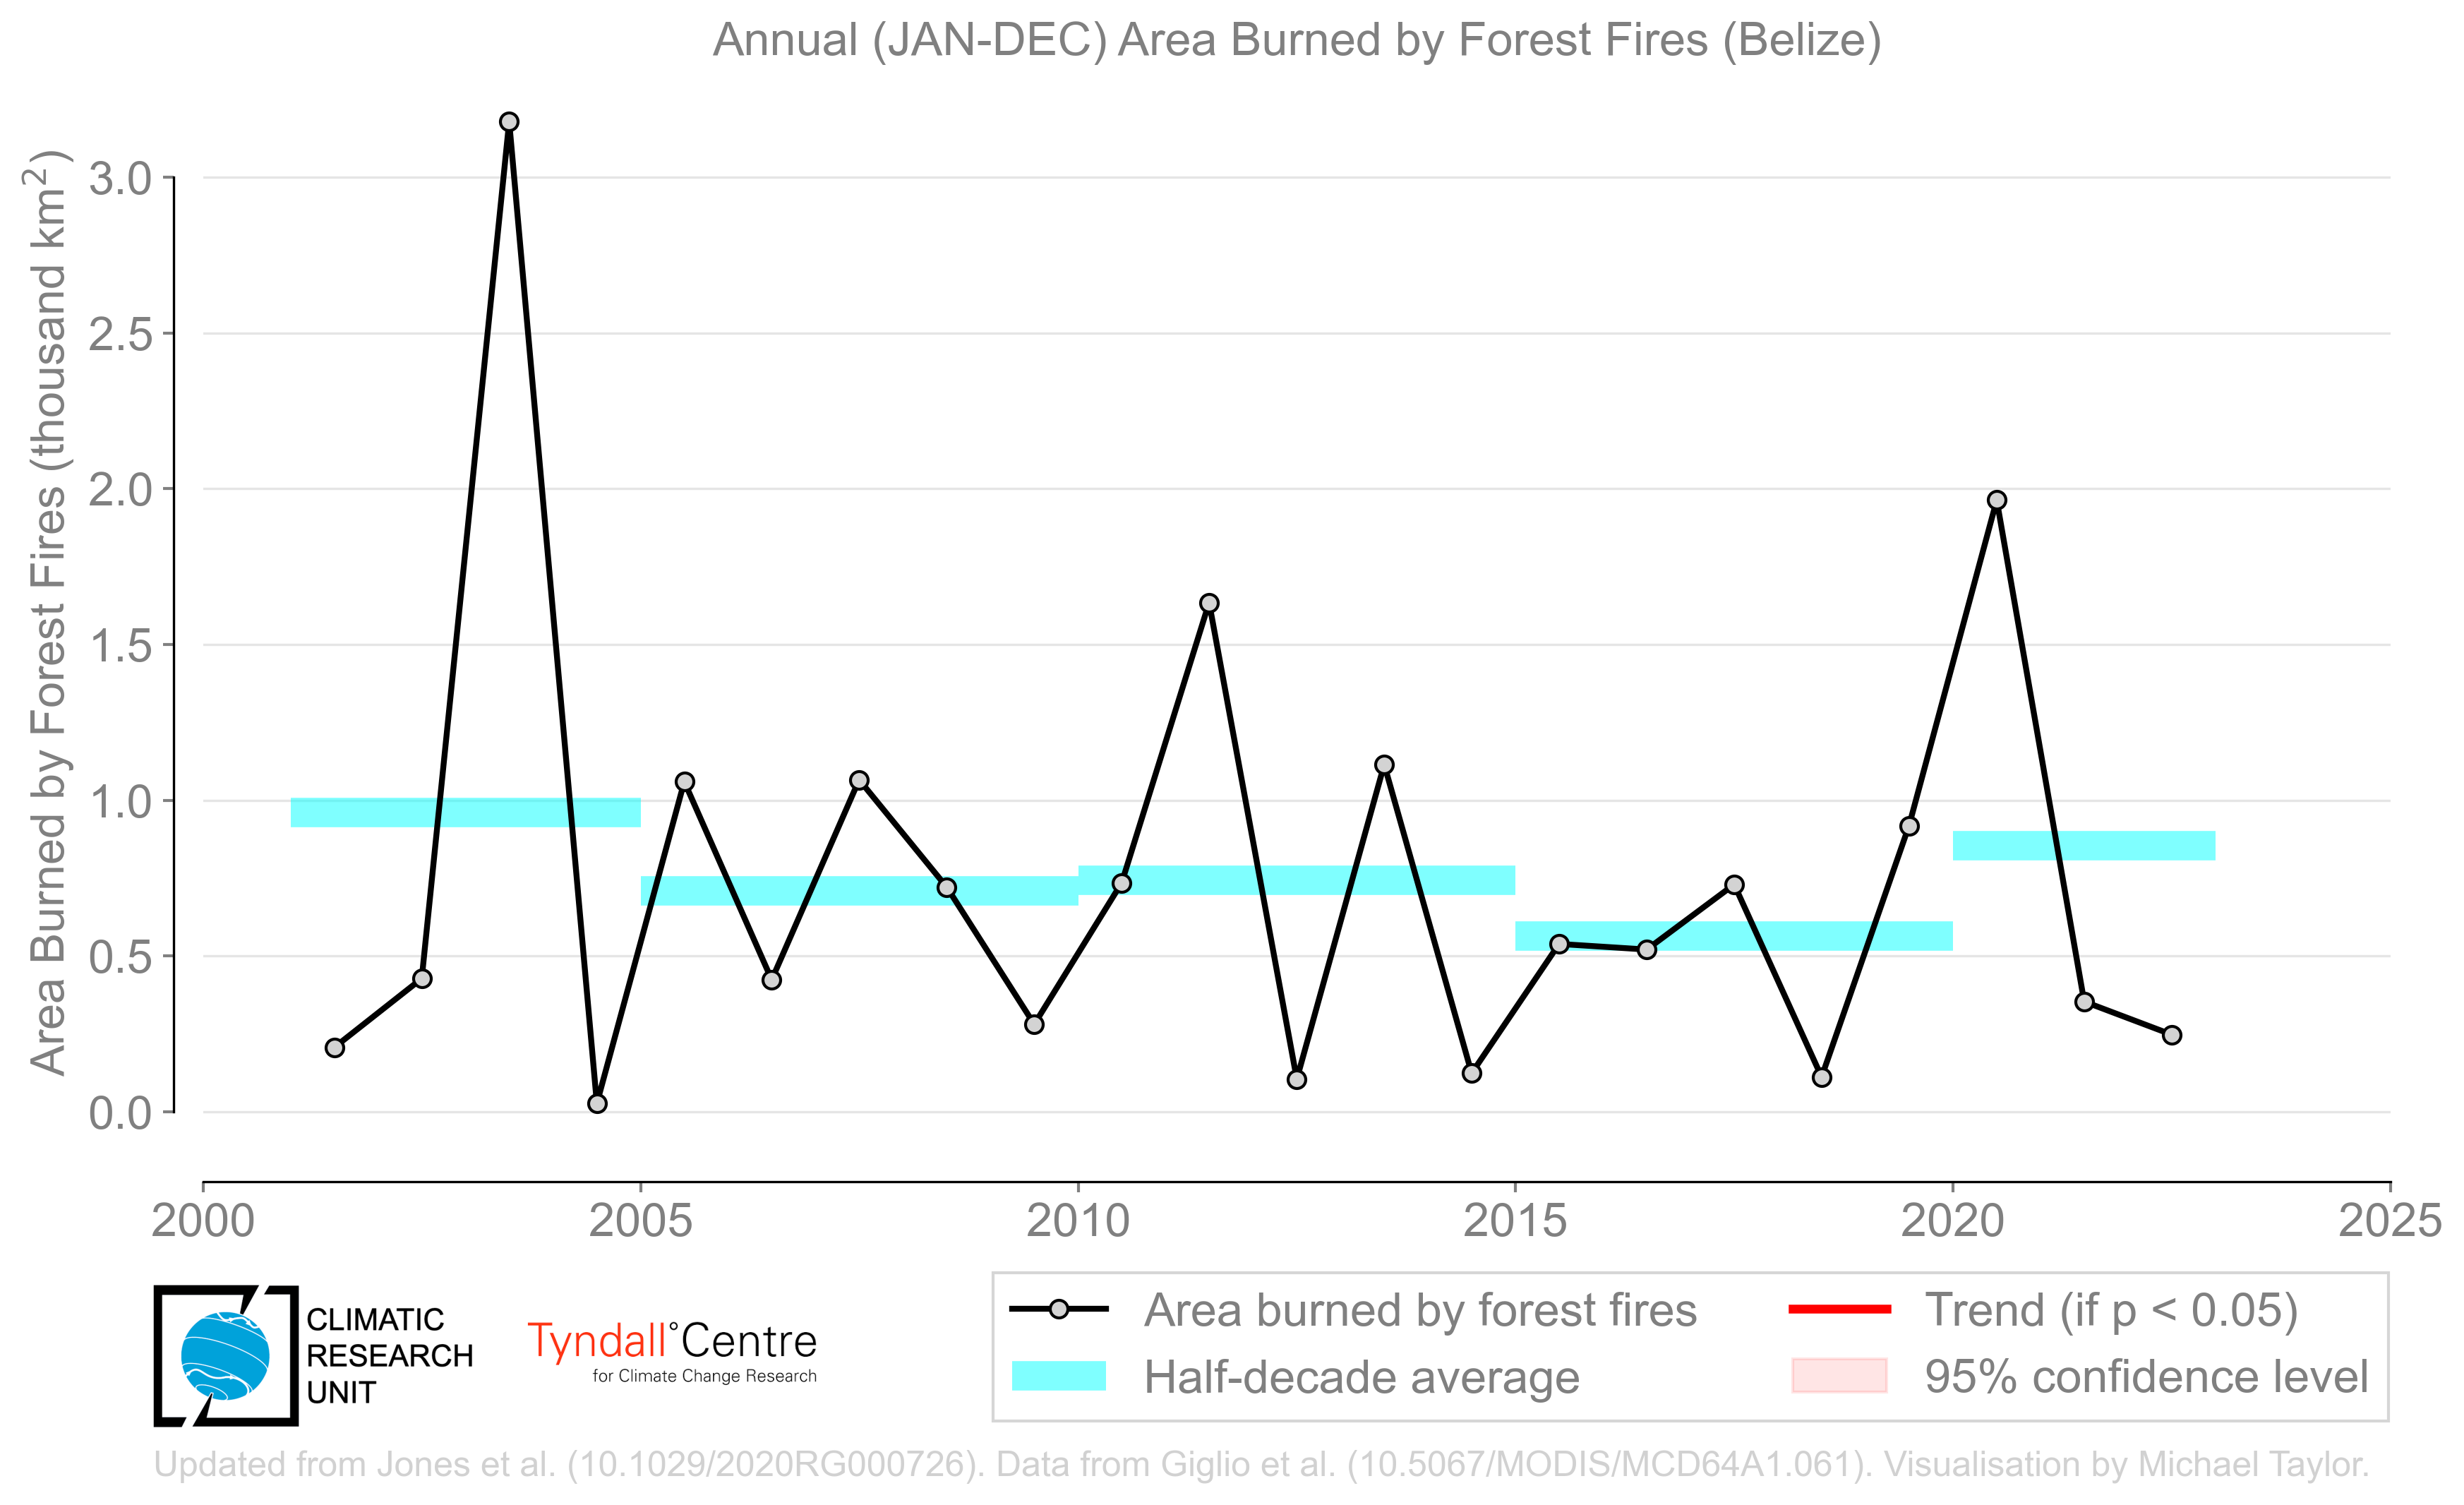 Annual (JAN-DEC) Area Burned by Forest Fires (Belize)
Area Burned by Forest Fires (thousand km²)
3.0
2.5
2.0
1.5
1.0
0.5
0.0
2000 2005 2010 2015 2020 2025
CLIMATIC
RESEARCH
UNIT
Tyndall°Centre
for Climate Change Research
Area burned by forest fires
Half-decade average
Trend (if p < 0.05)
95% confidence level
Updated from Jones et al. (10.1029/2020RG000726). Data from Giglio et al. (10.5067/MODIS/MCD64A1.061). Visualisation by Michael Taylor.